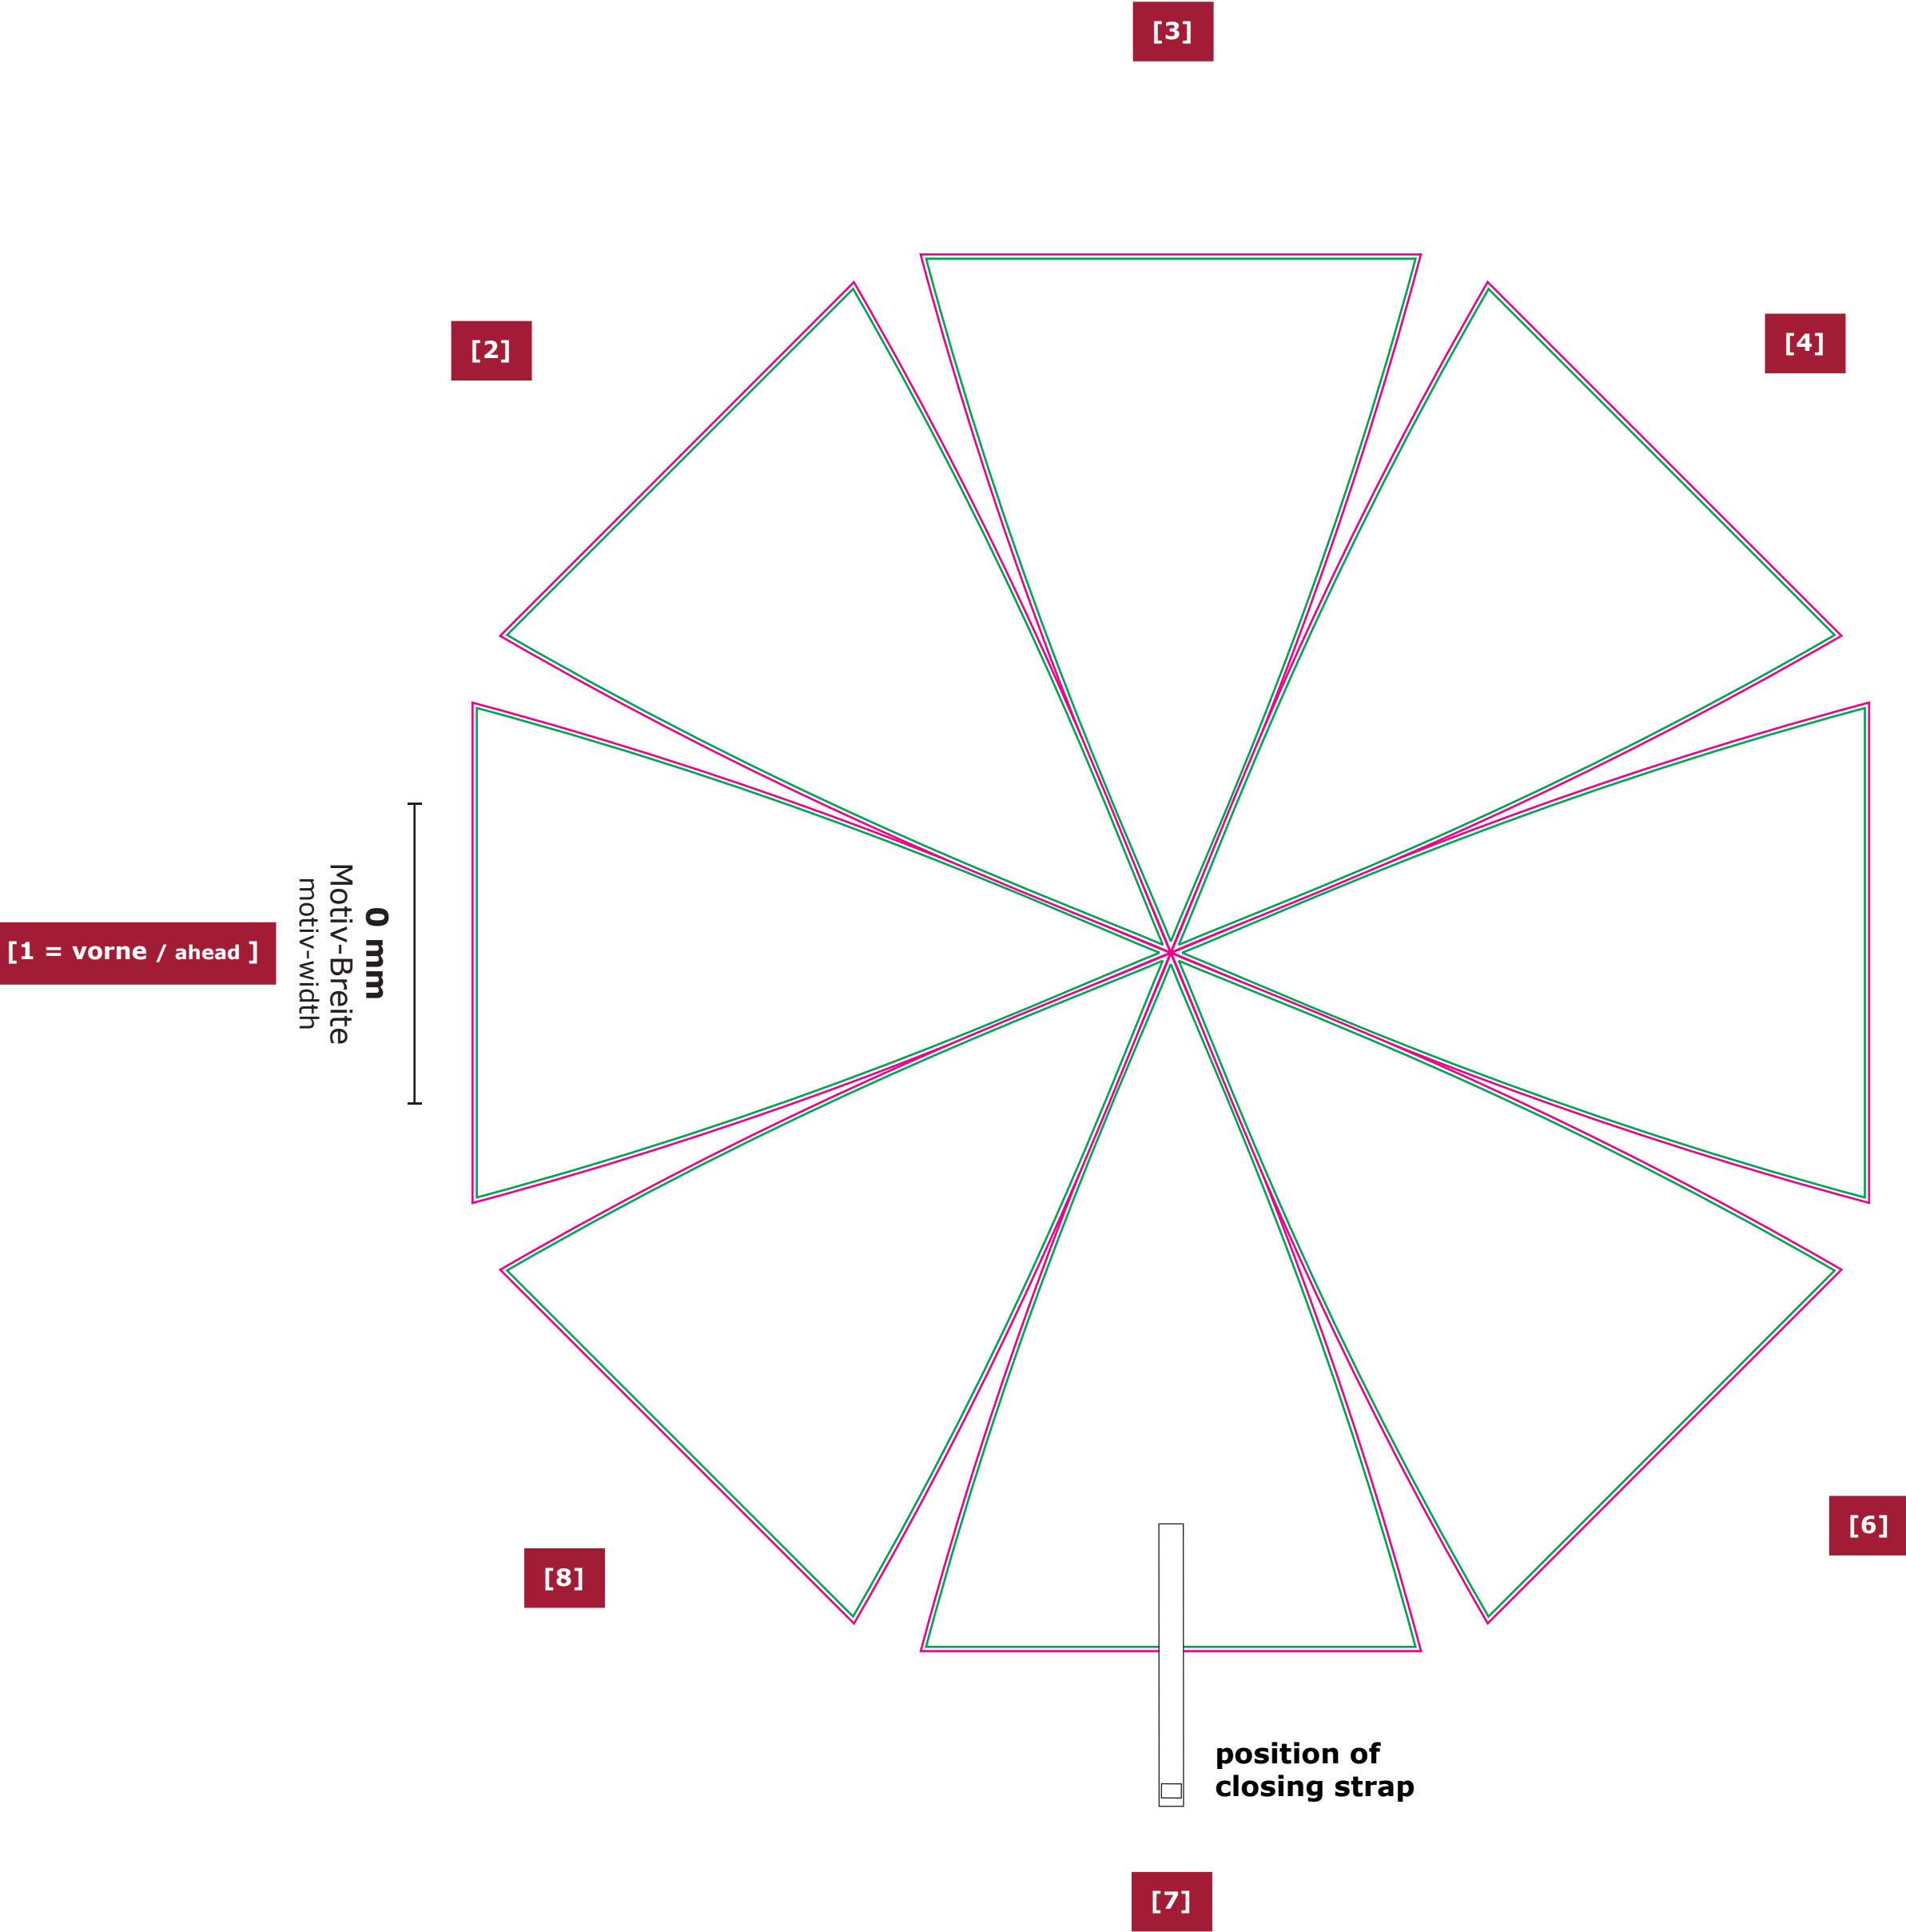 [3]
[2]
[4]
[1 = vorne / ahead ]
0 mm
Motiv-Breite
motiv-width
[6]
[8]
position of
closing strap
[7]